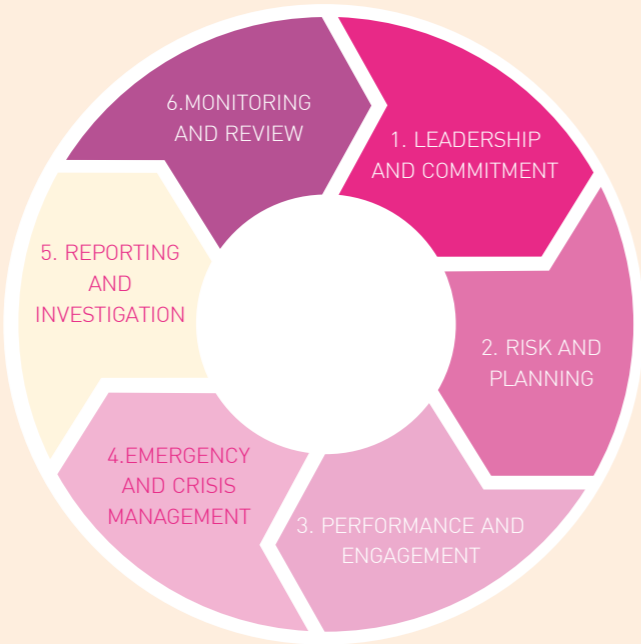 1. LEADERSHIP
AND COMMITMENT
2. RISK AND
PLANNING
3. PERFORMANCE AND
ENGAGEMENT
4.EMERGENCY
AND CRISIS
MANAGEMENT
5. REPORTING
AND
INVESTIGATION
6.MONITORING
AND REVIEW